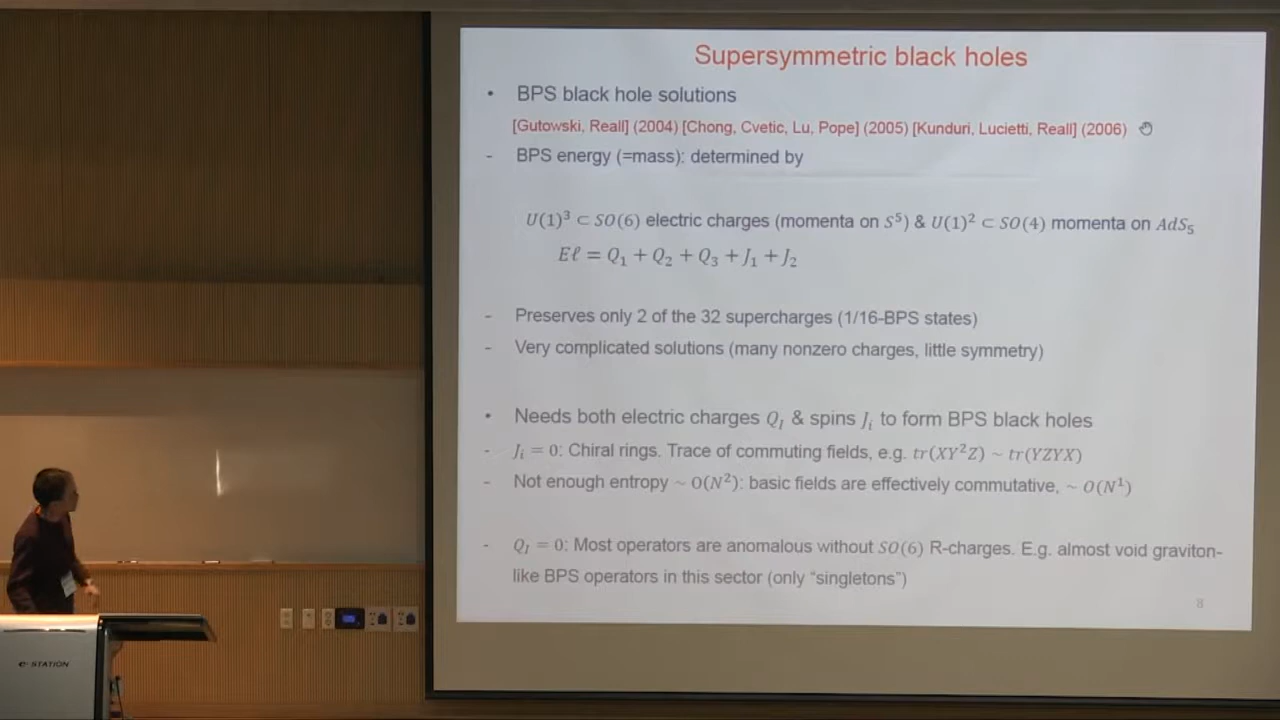 Supersymmetric black holes
• BPS black hole solutions
[Gutowski, Reall] (2004) [Chong, Cvetic, Lu, Pope] (2005) [Kunduri, Lucietti, Reall] (2006)
- BPS energy (=mass): determined by
U(1)³ ⊂ SO(6) electric charges (momenta on S⁵) & U(1)² ⊂ SO(4) momenta on AdS₅
Eℓ = Q₁ + Q₂ + Q₃ + J₁ + J₂
- Preserves only 2 of the 32 supercharges (1/16-BPS states)
- Very complicated solutions (many nonzero charges, little symmetry)
• Needs both electric charges Q_I & spins J_i to form BPS black holes
- J_i = 0: Chiral rings. Trace of commuting fields, e.g. tr(XY²Z) ~ tr(YZYX)
- Not enough entropy ~ O(N²): basic fields are effectively commutative, ~ O(N¹)
- Q_I = 0: Most operators are anomalous without SO(6) R-charges. E.g. almost void graviton-
like BPS operators in this sector (only “singletons”)
8
e-STATION